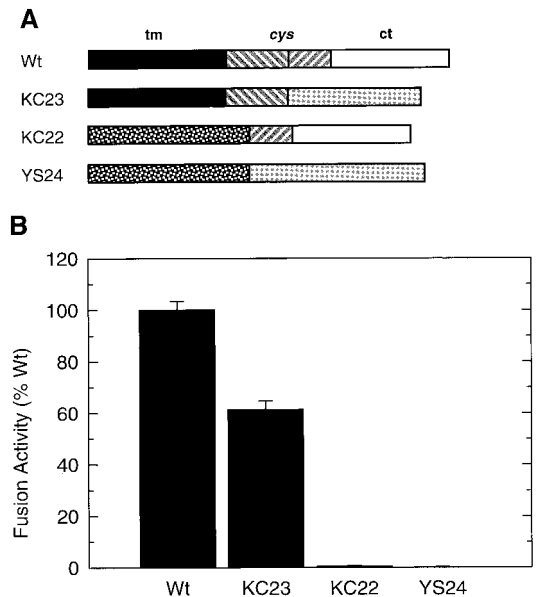 A
tm cys ct
Wt
KC23
KC22
YS24
B
120
100
80
60
40
20
0
Fusion Activity (% Wt)
Wt KC23 KC22 YS24